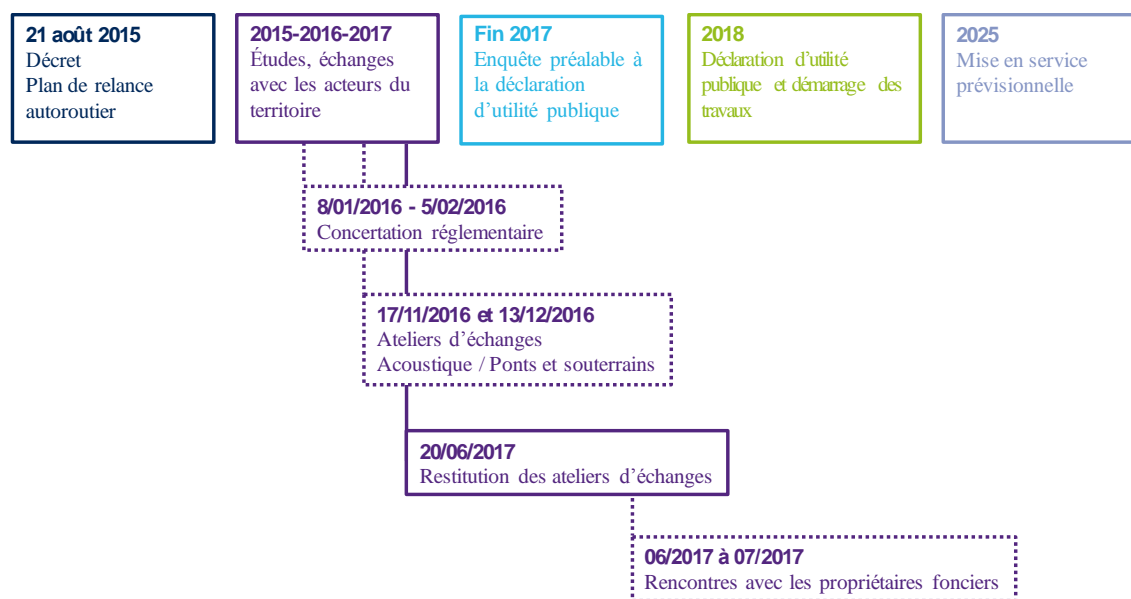 21 août 2015
Décret
Plan de relance
autoroutier
2015-2016-2017
Études, échanges
avec les acteurs du
territoire
Fin 2017
Enquête préalable à
la déclaration
d’utilité publique
2018
Déclaration d’utilité
publique et démarrage des
travaux
2025
Mise en service
prévisionnelle
8/01/2016 - 5/02/2016
Concertation réglementaire
17/11/2016 et 13/12/2016
Ateliers d’échanges
Acoustique / Ponts et souterrains
20/06/2017
Restitution des ateliers d’échanges
06/2017 à 07/2017
Rencontres avec les propriétaires fonciers